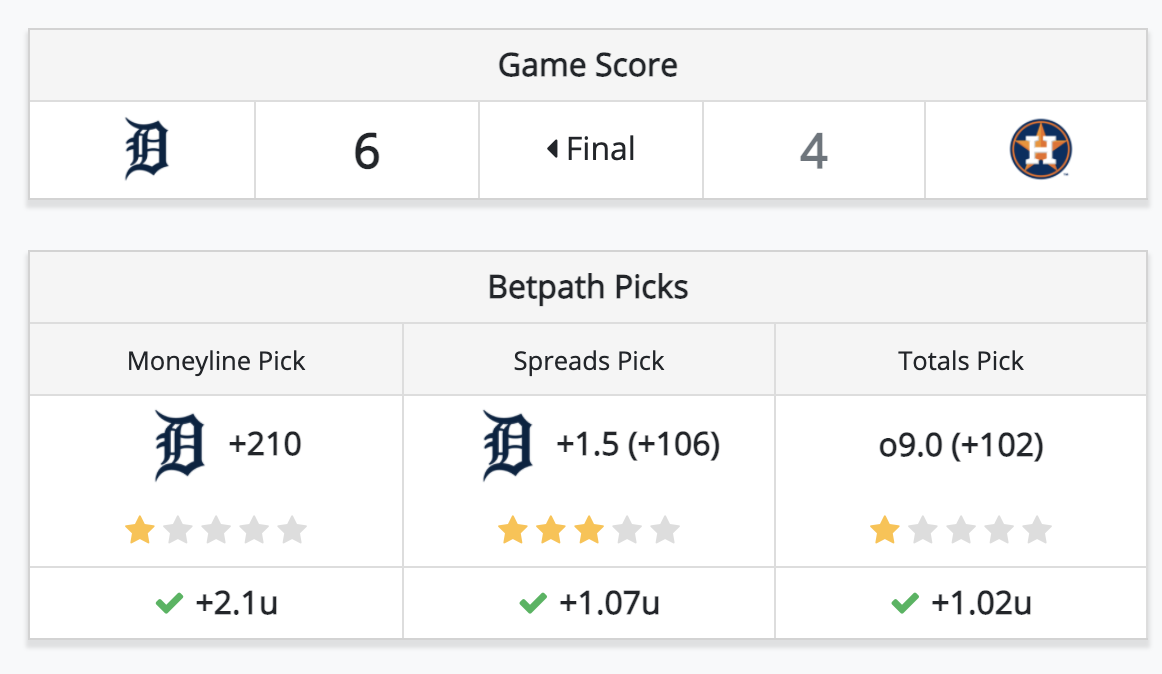 Game Score
D 6 Final 4 H
Betpath Picks
Moneyline Pick Spreads Pick Totals Pick
D +210 D +1.5 (+106) o9.0 (+102)
+2.1u +1.07u +1.02u